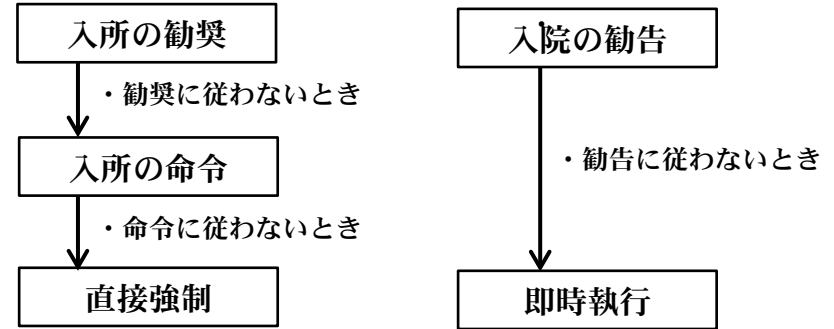 入所の勧奨
・勧奨に従わないとき
入所の命令
・命令に従わないとき
直接強制
入院の勧告
・勧告に従わないとき
即時執行